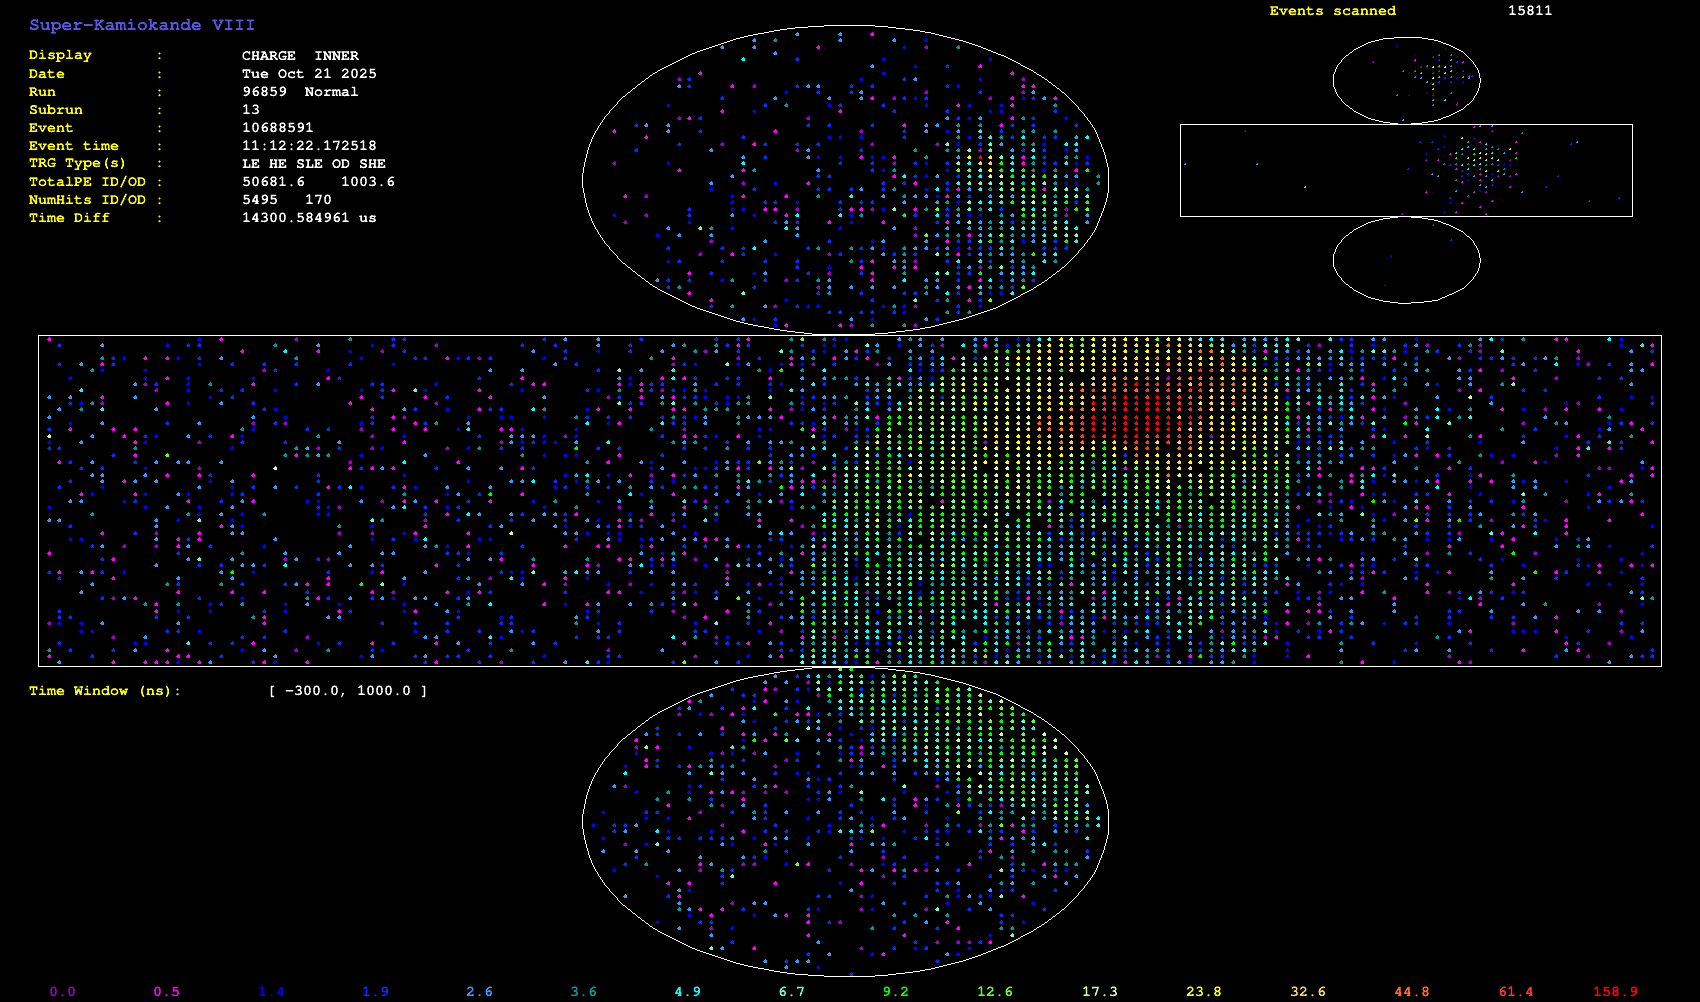 Super-Kamiokande VIII
Events scanned 15811
Display : CHARGE INNER
Date : Tue Oct 21 2025
Run : 96859 Normal
Subrun : 13
Event : 10688591
Event time : 11:12:22.172518
TRG Type(s) : LE HE SLE OD SHE
TotalPE ID/OD : 50681.6 1003.6
NumHits ID/OD : 5495 170
Time Diff : 14300.584961 us
Time Window (ns): [ -300.0, 1000.0 ]
0.0 0.5 1.4 1.9 2.6 3.6 4.9 6.7 9.2 12.6 17.3 23.8 32.6 44.8 61.4 158.9